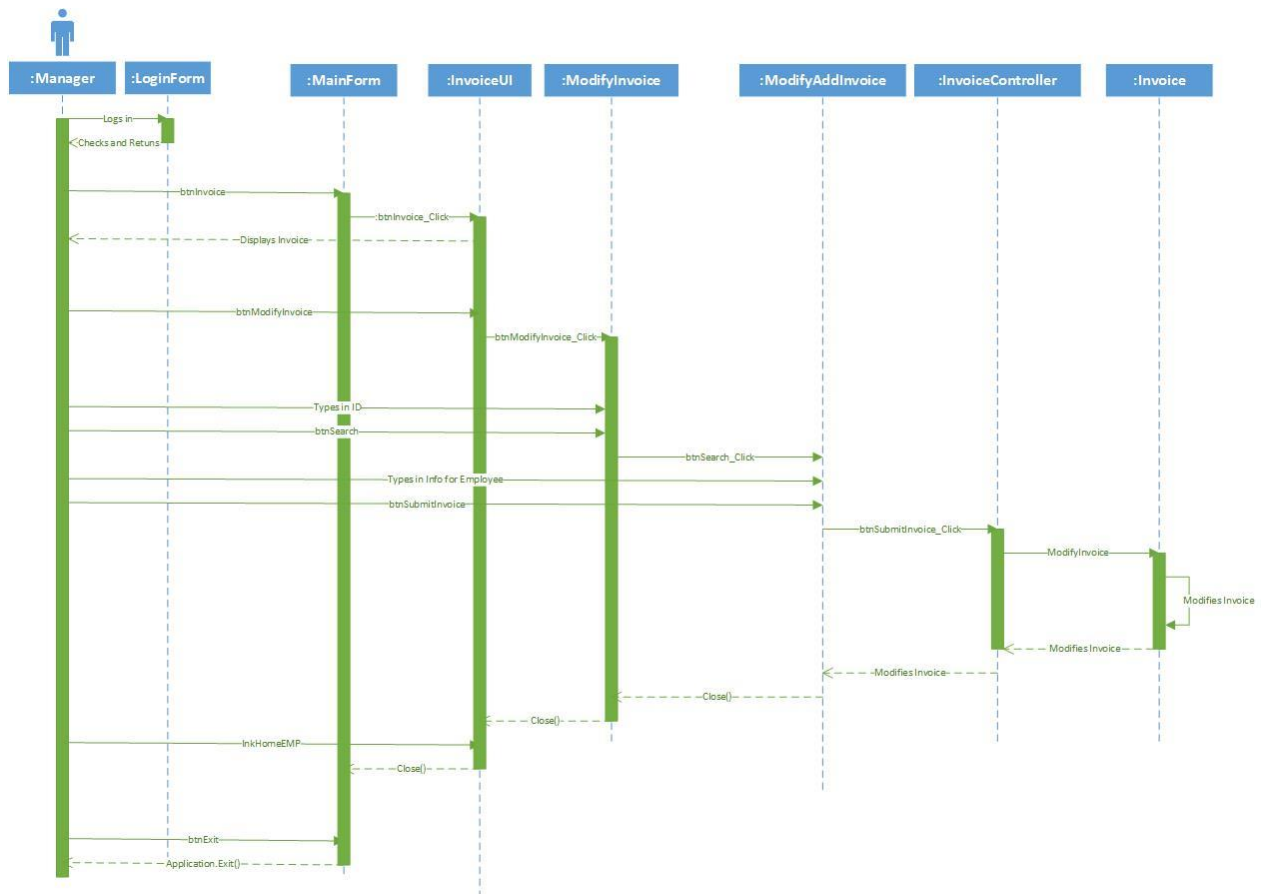 :Manager
:LoginForm
:MainForm
:InvoiceUI
:ModifyInvoice
:ModifyAddInvoice
:InvoiceController
:Invoice
Logs in
Checks and Retuns
btnInvoice
:btnInvoice_Click
Displays Invoice
btnModifyInvoice
btnModifyInvoice_Click
Types in ID
btnSearch
btnSearch_Click
Types in Info for Employee
btnSubmitInvoice
btnSubmitInvoice_Click
ModifyInvoice
Modifies Invoice
Modifies Invoice
Modifies Invoice
Close()
Close()
lnkHomeEMP
Close()
btnExit
Application.Exit()